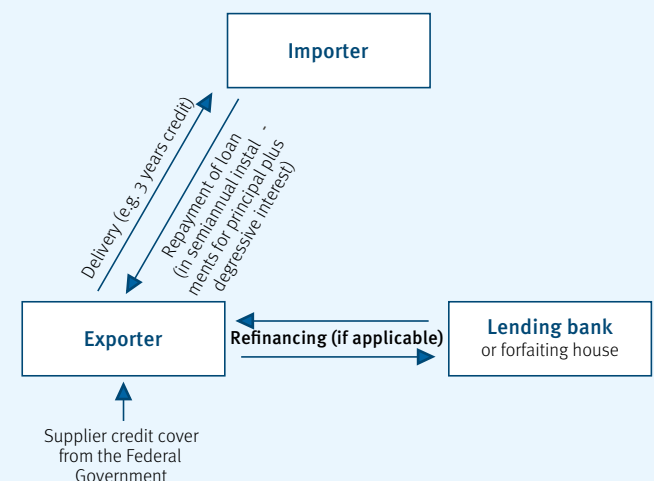 Importer
Delivery (e.g. 3 years credit)
Repayment of loan
(in semiannual instal -
ments for principal plus
degressive interest)
Exporter
Refinancing (if applicable)
Lending bank
or forfaiting house
Supplier credit cover
from the Federal
Government